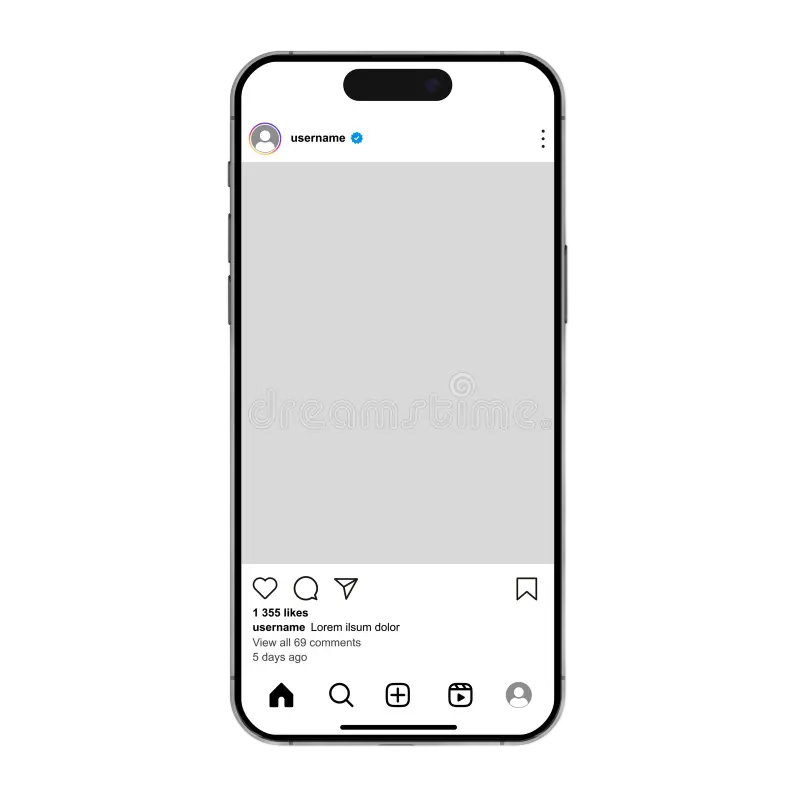 username
dreamstime.
1 355 likes
username Lorem ilsum dolor
View all 69 comments
5 days ago